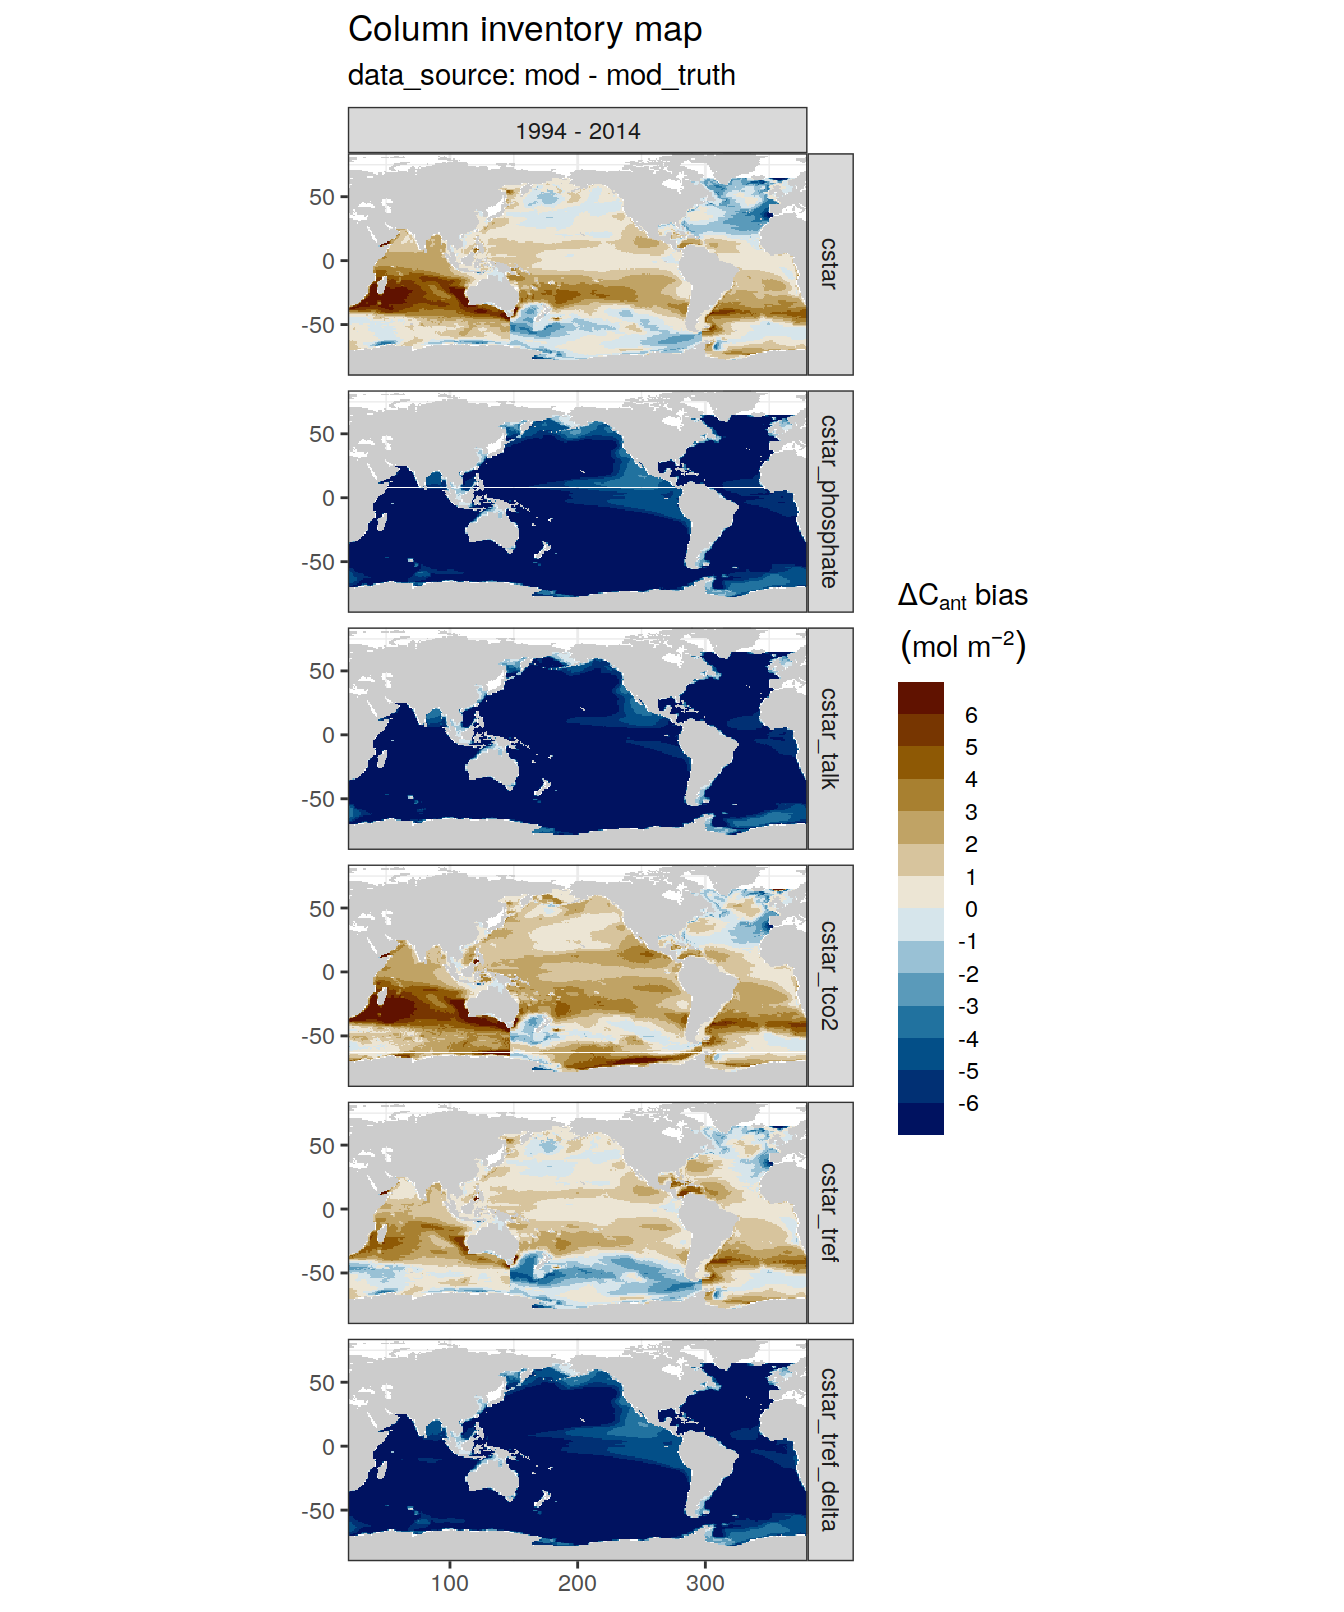 Column inventory map
data_source: mod - mod_truth
1994 - 2014
50
0
-50
cstar
50
0
-50
cstar_phosphate
50
0
-50
cstar_talk
50
0
-50
cstar_tco2
50
0
-50
cstar_tref
50
0
-50
cstar_tref_delta
100 200 300
ΔCant bias
(mol m−2)
6
5
4
3
2
1
0
-1
-2
-3
-4
-5
-6